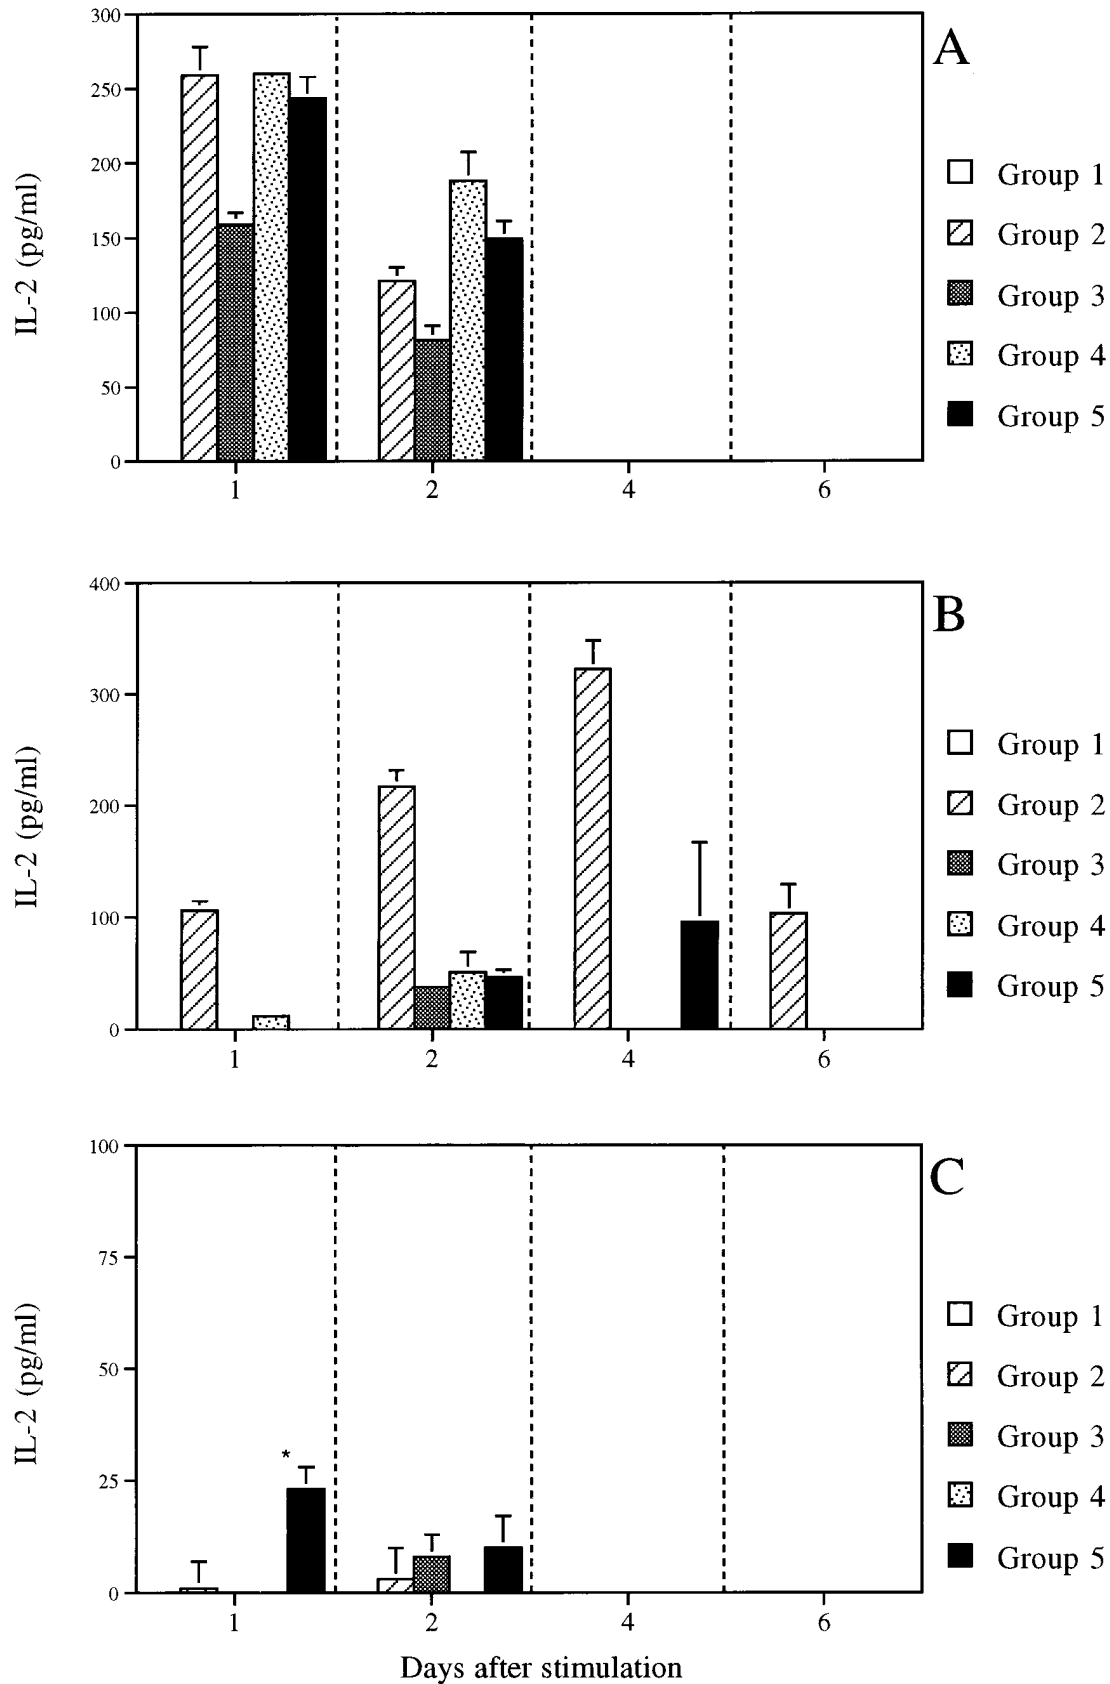 A
300
250
200
150
100
50
0
IL-2 (pg/ml)
1 2 4 6
Group 1
Group 2
Group 3
Group 4
Group 5
B
400
300
200
100
0
IL-2 (pg/ml)
1 2 4 6
Group 1
Group 2
Group 3
Group 4
Group 5
C
100
75
50
25
0
IL-2 (pg/ml)
*
1 2 4 6
Group 1
Group 2
Group 3
Group 4
Group 5
Days after stimulation